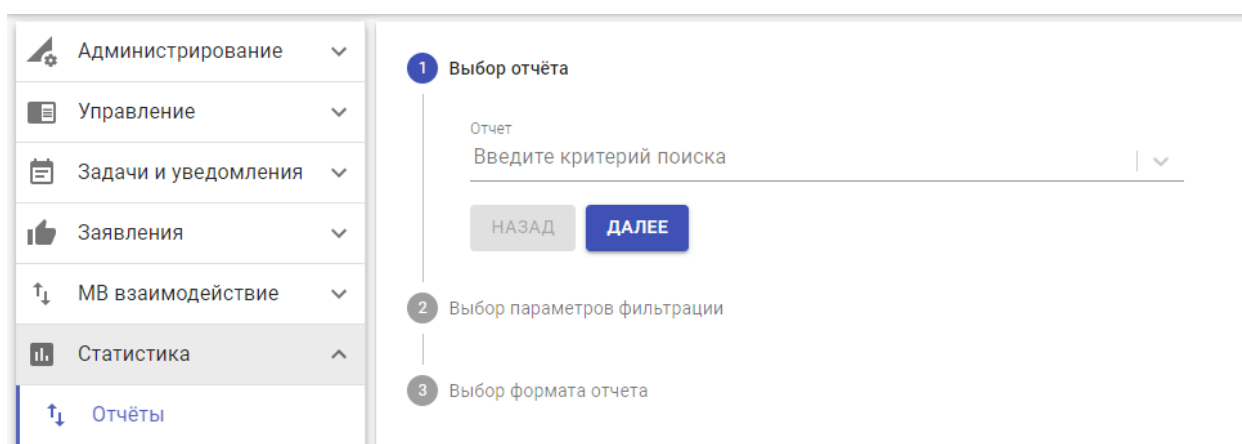 Администрирование
Управление
Задачи и уведомления
Заявления
МВ взаимодействие
Статистика
Отчёты
1 Выбор отчёта
Отчет
Введите критерий поиска
НАЗАД ДАЛЕЕ
2 Выбор параметров фильтрации
3 Выбор формата отчета